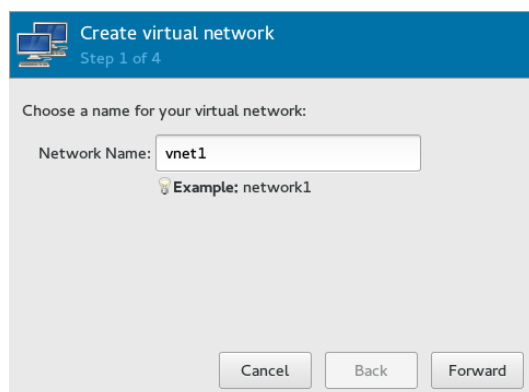 Create virtual network
Step 1 of 4
Choose a name for your virtual network:
Network Name: vnet1
Example: network1
Cancel Back Forward